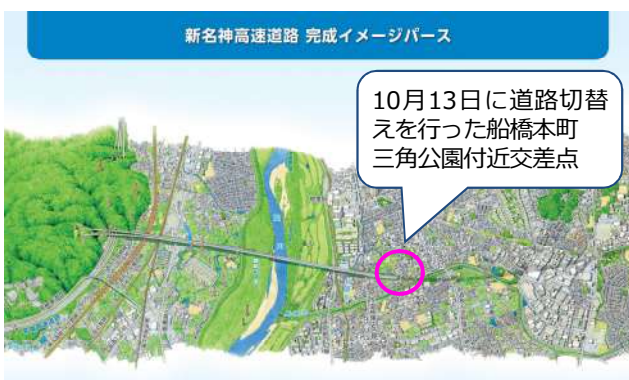 新名神高速道路 完成イメージパース
10月13日に道路切替
えを行った船橋本町
三角公園付近交差点
淀川